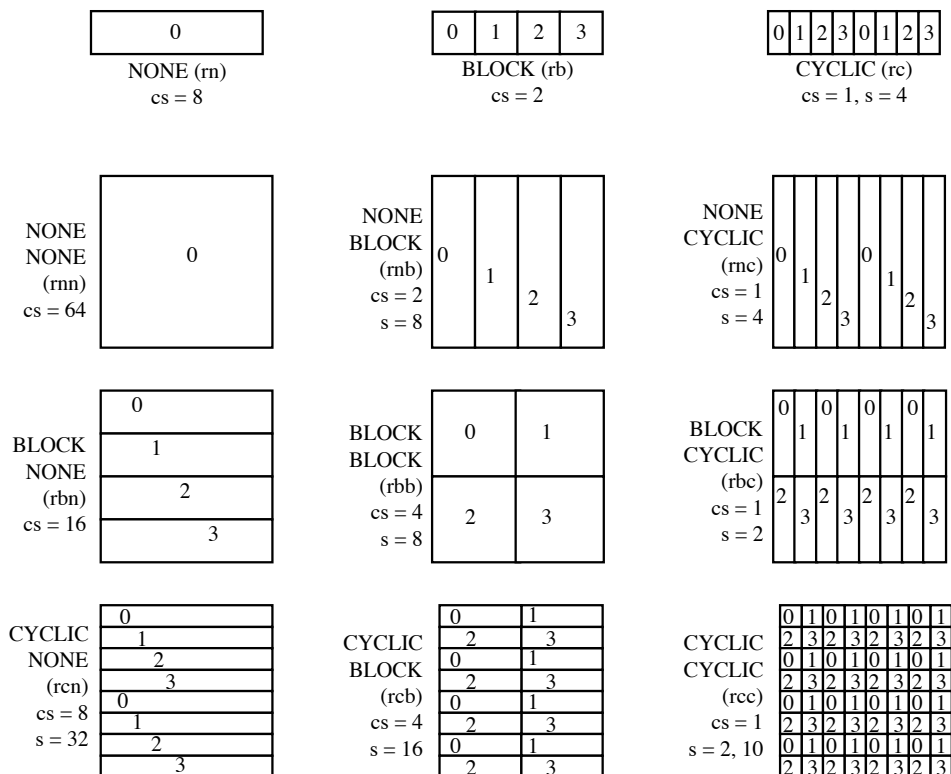 0
NONE (rn)
cs = 8
0 1 2 3
BLOCK (rb)
cs = 2
0 1 2 3 0 1 2 3
CYCLIC (rc)
cs = 1, s = 4
NONE
NONE
(rnn)
cs = 64
0
NONE
BLOCK
(rnb)
cs = 2
s = 8
0
1
2
3
NONE
CYCLIC
(rnc)
cs = 1
s = 4
0 0
1 1
2 2
3 3
BLOCK
NONE
(rbn)
cs = 16
0
1
2
3
BLOCK
BLOCK
(rbb)
cs = 4
s = 8
0 1
2 3
BLOCK
CYCLIC
(rbc)
cs = 1
s = 2
0 0 0 0
1 1 1 1
2 2 2 2
3 3 3 3
CYCLIC
NONE
(rcn)
cs = 8
s = 32
0
1
2
3
0
1
2
3
CYCLIC
BLOCK
(rcb)
cs = 4
s = 16
0 1
2 3
0 1
2 3
0 1
2 3
0 1
2 3
CYCLIC
CYCLIC
(rcc)
cs = 1
s = 2, 10
0 1 0 1 0 1 0 1
2 3 2 3 2 3 2 3
0 1 0 1 0 1 0 1
2 3 2 3 2 3 2 3
0 1 0 1 0 1 0 1
2 3 2 3 2 3 2 3
0 1 0 1 0 1 0 1
2 3 2 3 2 3 2 3